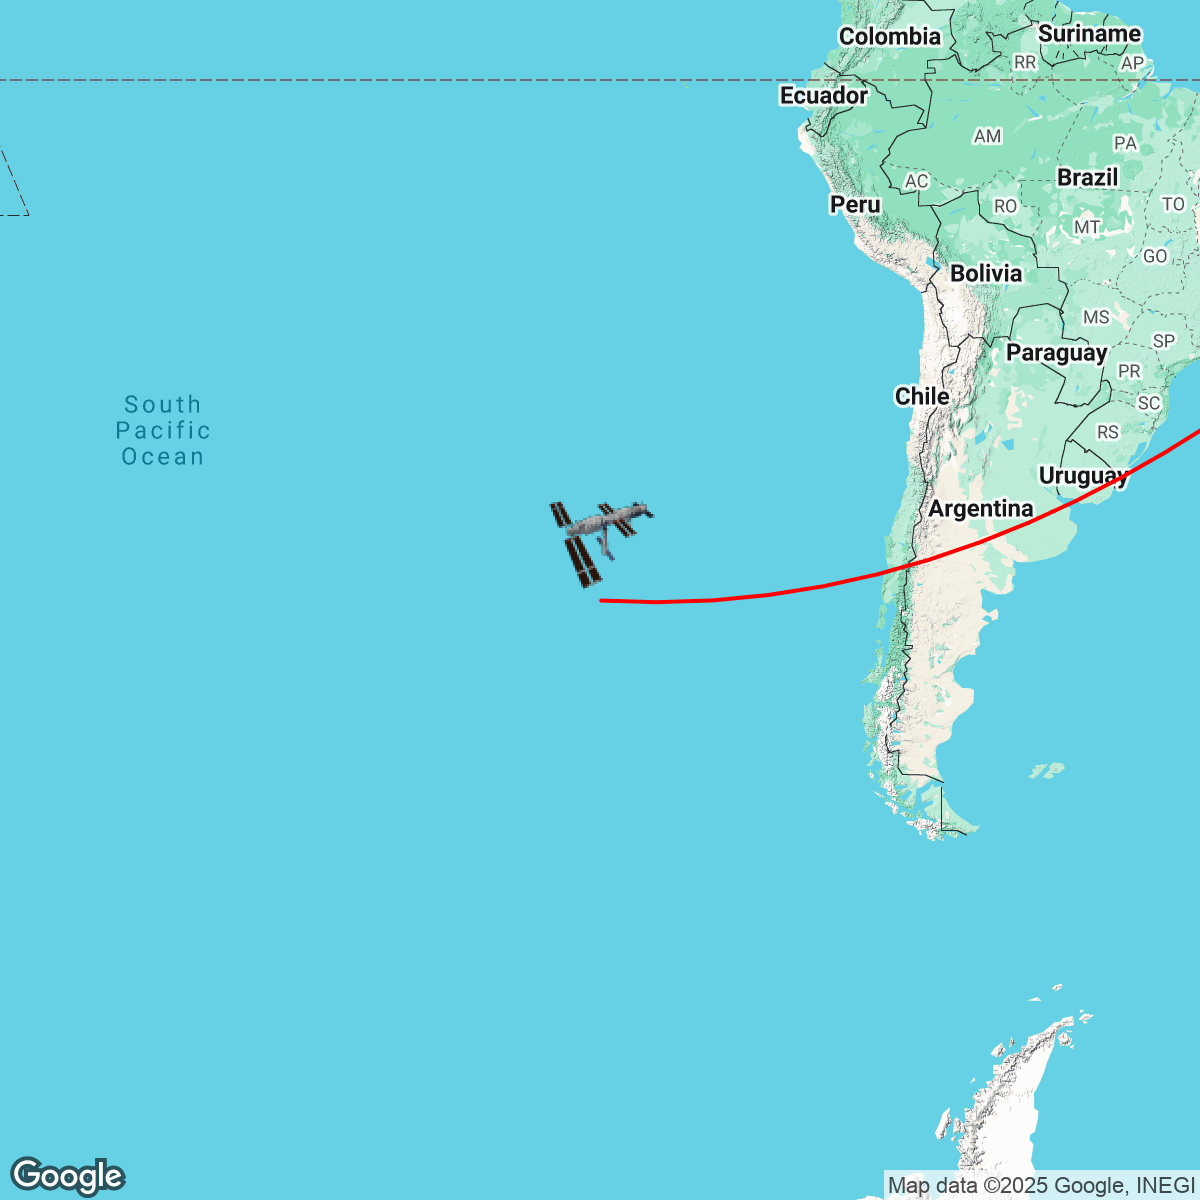 Colombia
Suriname
RR
AP
Ecuador
AM
PA
Brazil
AC
Peru
RO
TO
MT
GO
Bolivia
MS
SP
Paraguay
PR
Chile
SC
South
Pacific
Ocean
RS
Uruguay
Argentina
Google
Map data ©2025 Google, INEGI